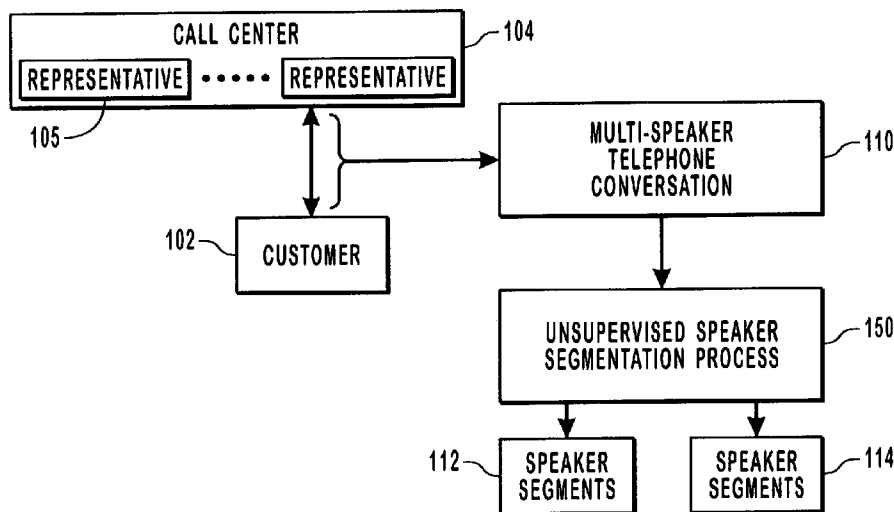 CALL CENTER
104
REPRESENTATIVE ••••• REPRESENTATIVE
105
MULTI-SPEAKER
TELEPHONE
CONVERSATION
110
102
CUSTOMER
UNSUPERVISED SPEAKER
SEGMENTATION PROCESS
150
112
SPEAKER
SEGMENTS
SPEAKER
SEGMENTS
114